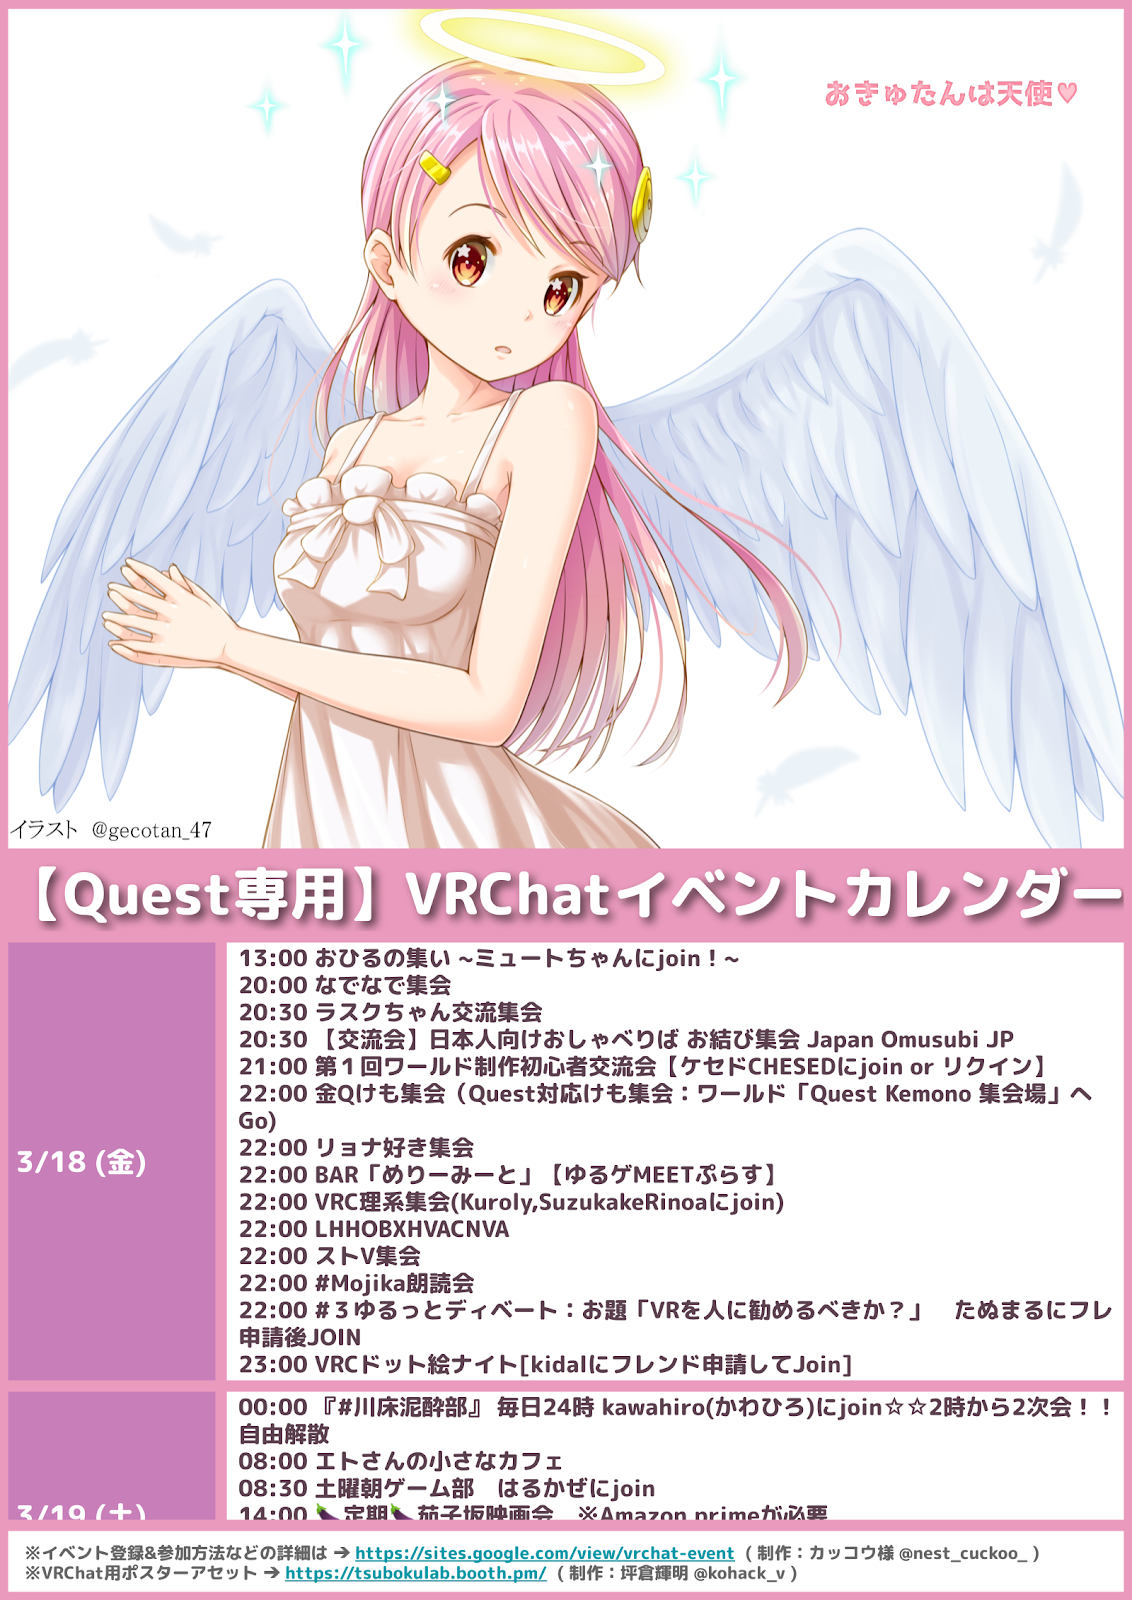 おきゅたんは天使♥
イラスト @gecotan_47
【Quest専用】VRChatイベントカレンダー
3/18 (金)
13:00 おひるの集い ~ミュートちゃんにjoin！~
20:00 なでなで集会
20:30 ラスクちゃん交流集会
20:30 【交流会】日本人向けおしゃべりば お結び集会 Japan Omusubi JP
21:00 第１回ワールド制作初心者交流会【ケセドCHESEDにjoin or リクイン】
22:00 金Qけも集会（Quest対応けも集会：ワールド「Quest Kemono 集会場」へ
Go)
22:00 リョナ好き集会
22:00 BAR「めりーみーと」【ゆるゲMEETぷらす】
22:00 VRC理系集会(Kuroly,SuzukakeRinoaにjoin)
22:00 LHHOBXHVACNVA
22:00 ストV集会
22:00 #Mojika朗読会
22:00 #３ゆるっとディベート：お題「VRを人に勧めるべきか？」　たぬまるにフレ
申請後JOIN
23:00 VRCドット絵ナイト[kidalにフレンド申請してJoin]
3/19 (土)
00:00 『#川床泥酔部』 毎日24時 kawahiro(かわひろ)にjoin☆☆2時から2次会！！
自由解散
08:00 エトさんの小さなカフェ
08:30 土曜朝ゲーム部　はるかぜにjoin
14:00 🍆定期🍆茄子坂映画会　※Amazon primeが必要
※イベント登録&参加方法などの詳細は → https://sites.google.com/view/vrchat-event ( 制作：カッコウ様 @nest_cuckoo_ )
※VRChat用ポスターアセット → https://tsubokulab.booth.pm/ ( 制作：坪倉輝明 @kohack_v )